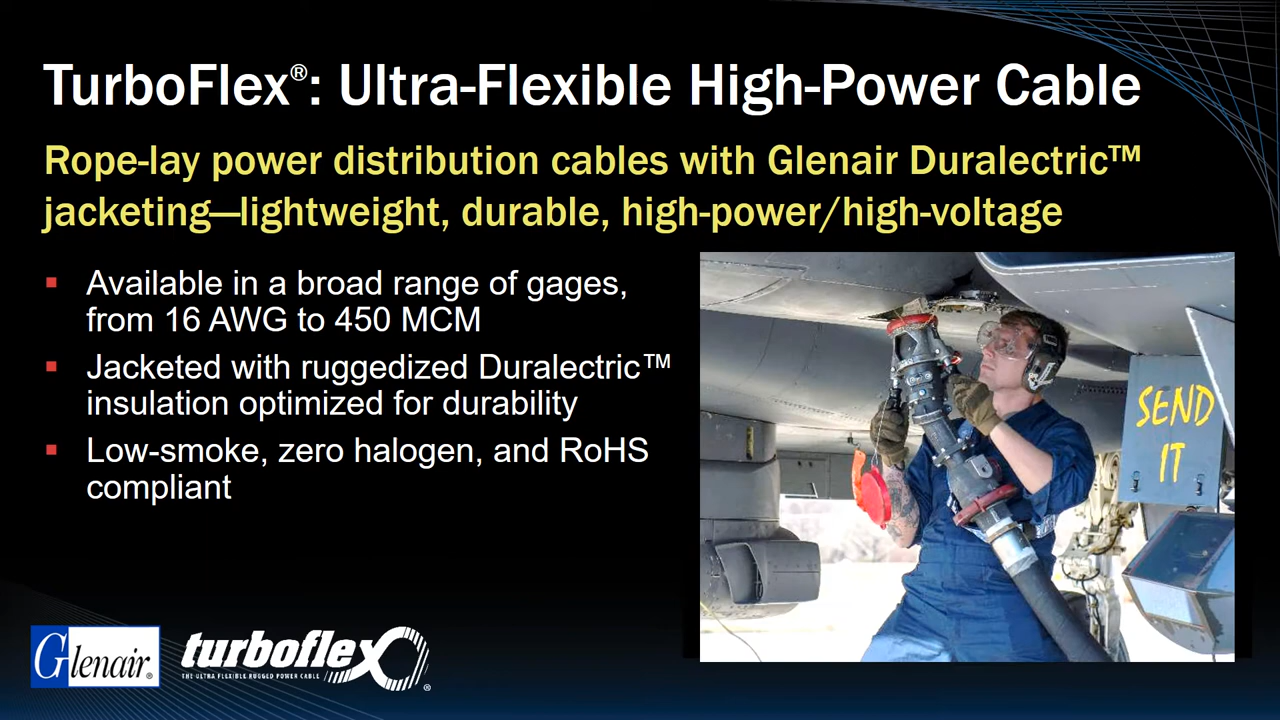 TurboFlex®: Ultra-Flexible High-Power Cable
Rope-lay power distribution cables with Glenair Duralectric™
jacketing—lightweight, durable, high-power/high-voltage
▪ Available in a broad range of gages,
from 16 AWG to 450 MCM
▪ Jacketed with ruggedized Duralectric™
insulation optimized for durability
▪ Low-smoke, zero halogen, and RoHS
compliant
SEND
IT
Glenair®
turboflex®
THE ULTRA FLEXIBLE RUGGED POWER CABLE